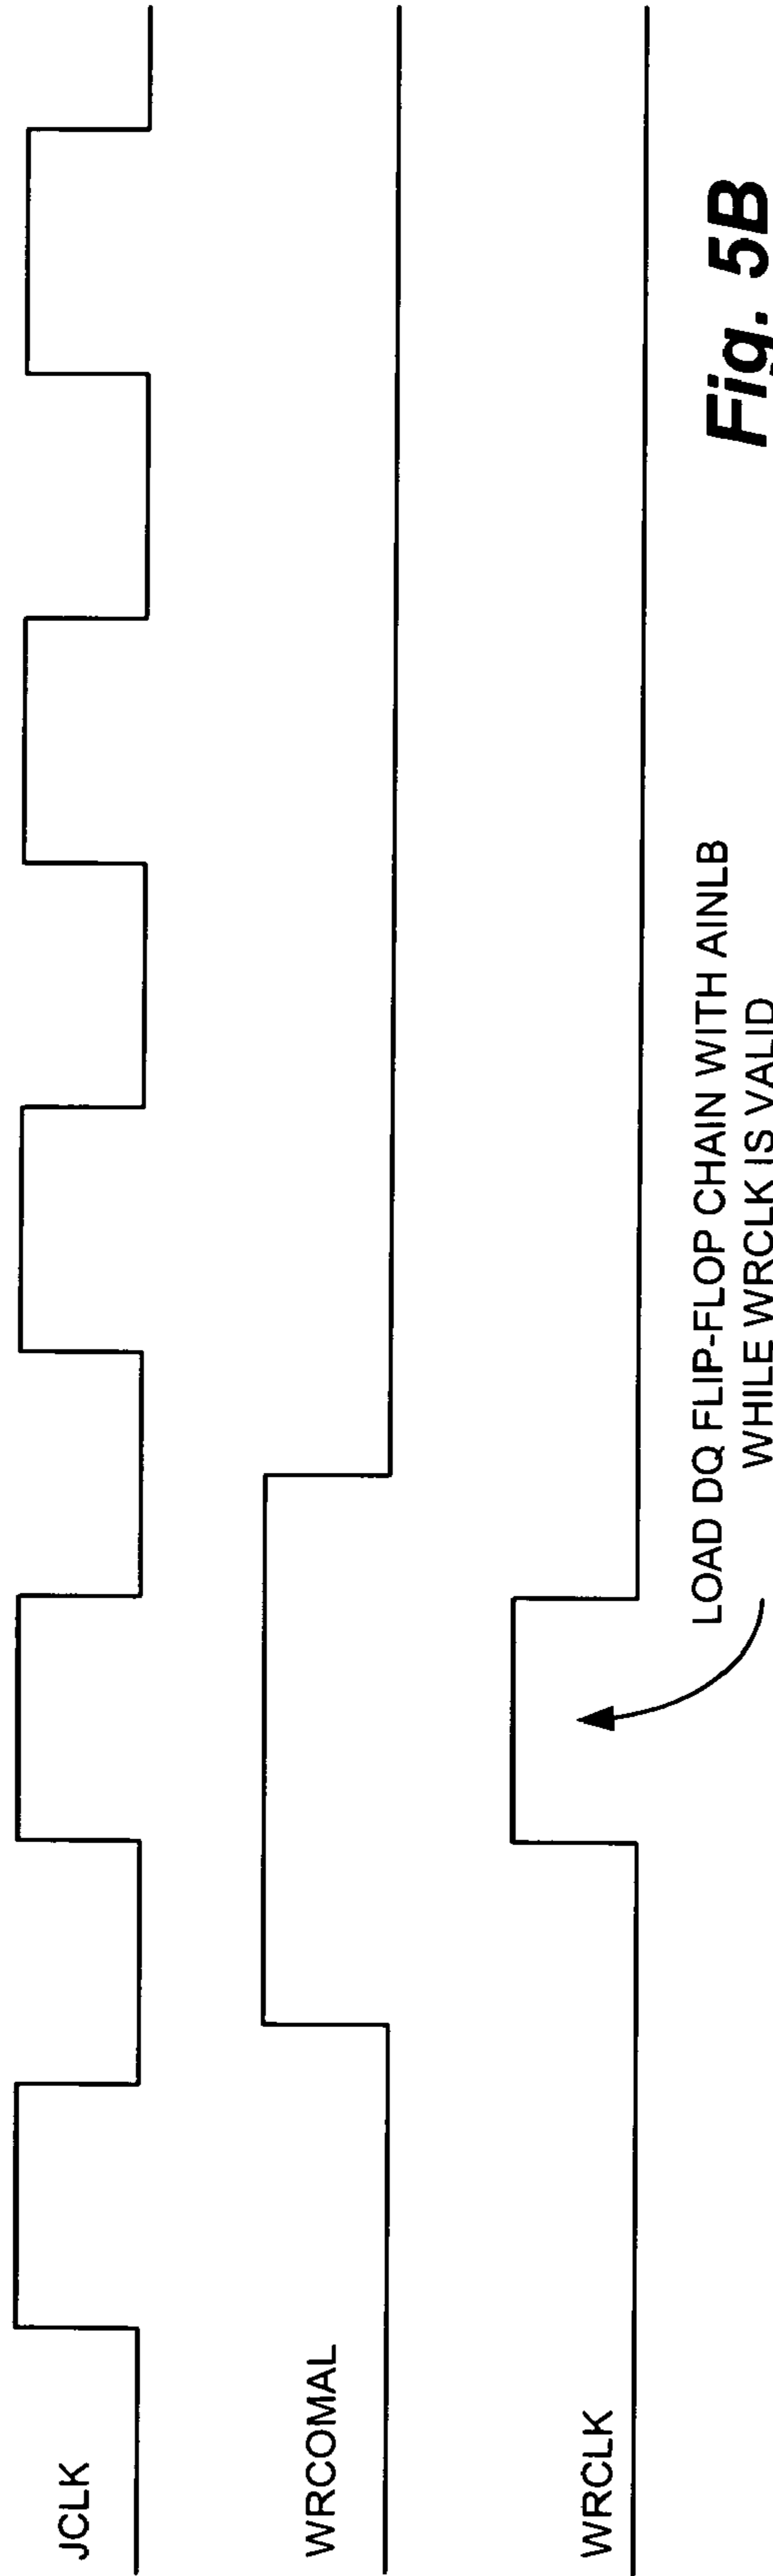 JCLK
WRCOMAL
WRCLK
LOAD DQ FLIP-FLOP CHAIN WITH AINLB
WHILE WRCLK IS VALID
Fig. 5B